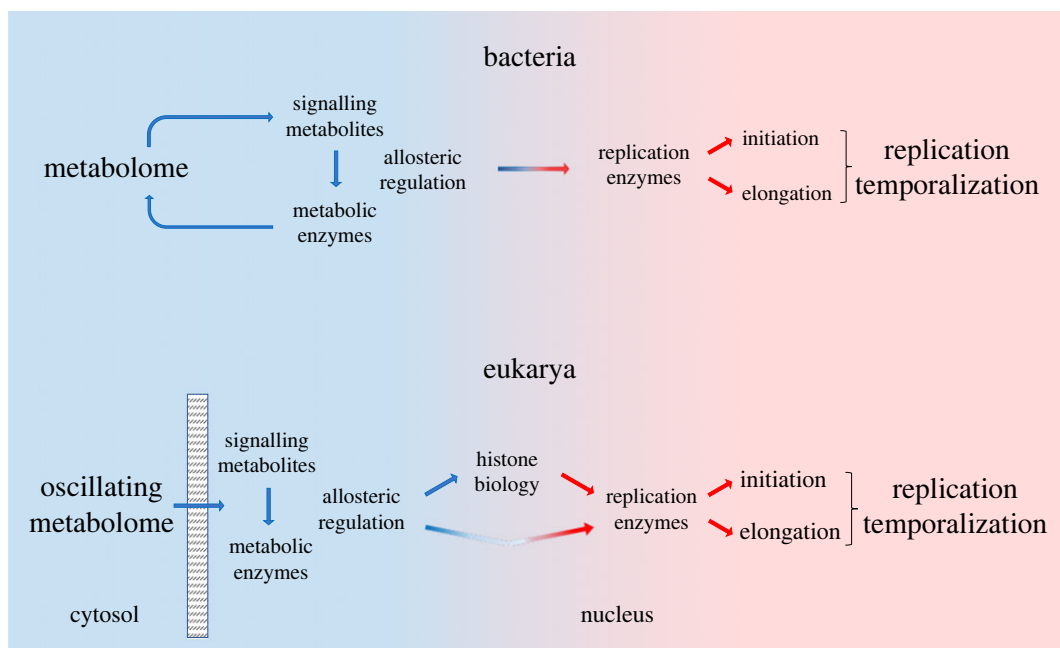 bacteria
signalling
metabolites
metabolome
allosteric
regulation
metabolic
enzymes
replication
enzymes
initiation
elongation
replication
temporalization
eukarya
signalling
metabolites
oscillating
metabolome
allosteric
regulation
metabolic
enzymes
histone
biology
replication
enzymes
initiation
elongation
replication
temporalization
cytosol
nucleus